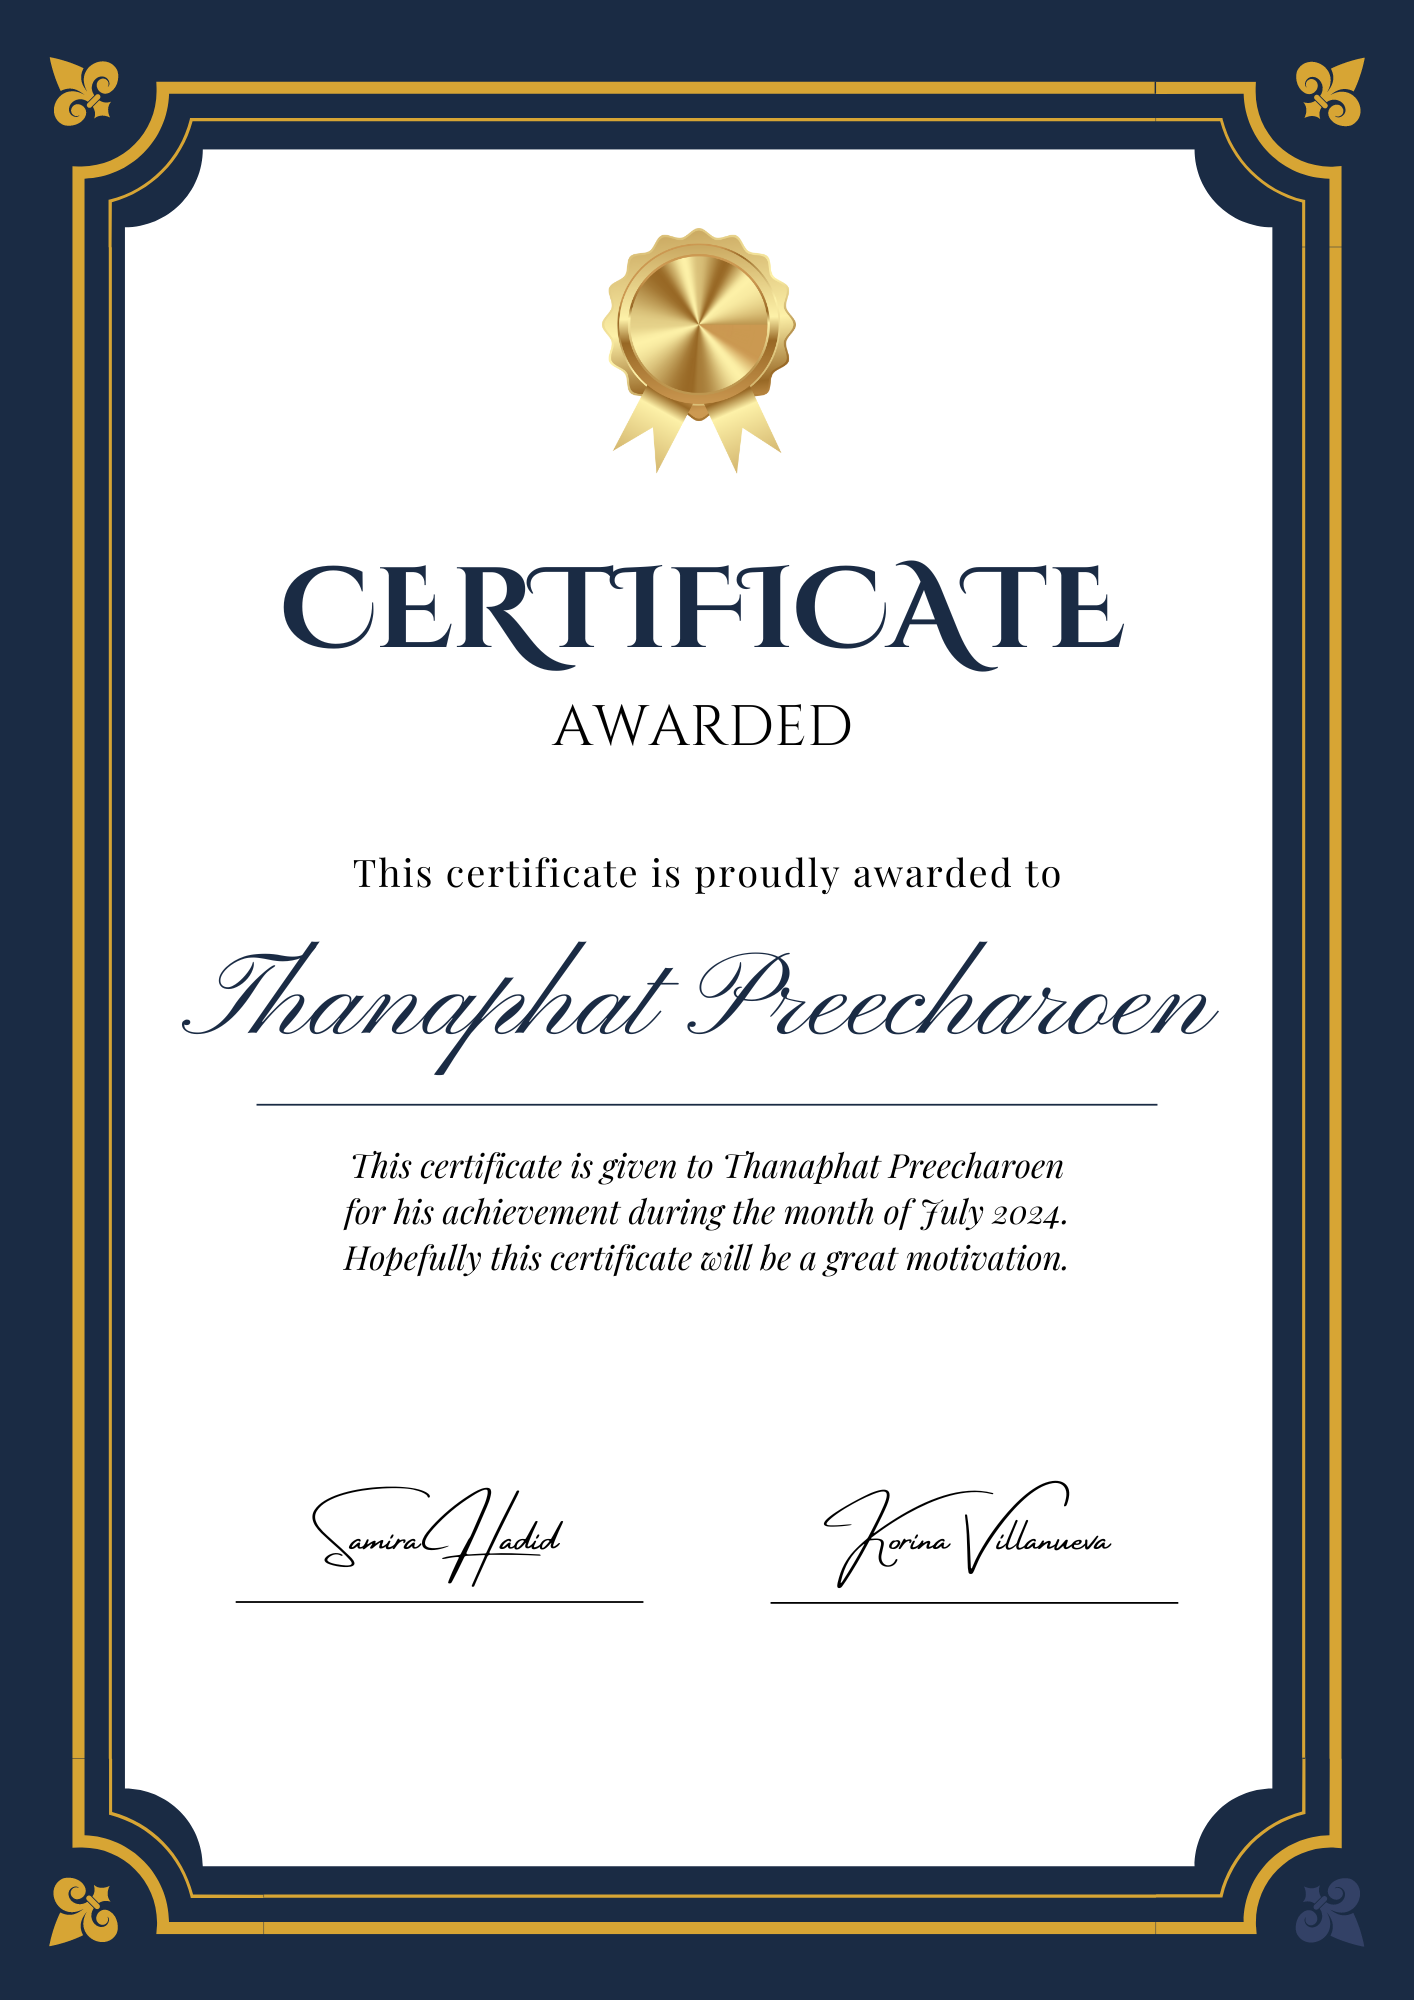 CERTIFICATE
AWARDED
This certificate is proudly awarded to
Thanaphat Preecharoen
This certificate is given to Thanaphat Preecharoen
for his achievement during the month of July 2024.
Hopefully this certificate will be a great motivation.
Samira Hadid
Korina Villanueva